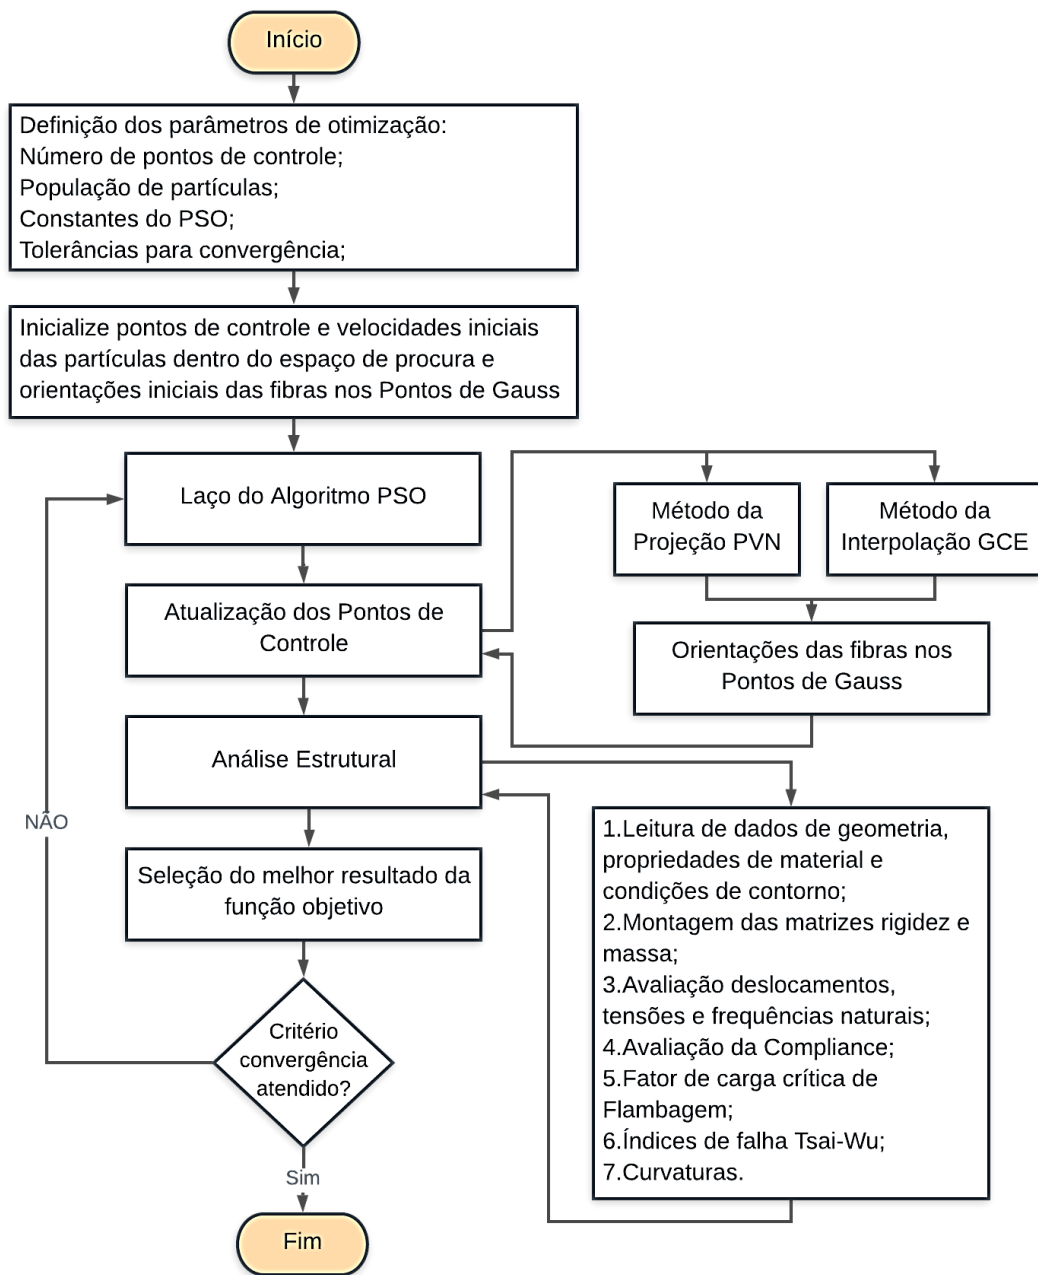 Início
Definição dos parâmetros de otimização:
Número de pontos de controle;
População de partículas;
Constantes do PSO;
Tolerâncias para convergência;
Inicialize pontos de controle e velocidades iniciais
das partículas dentro do espaço de procura e
orientações iniciais das fibras nos Pontos de Gauss
Laço do Algoritmo PSO
Método da
Projeção PVN
Método da
Interpolação GCE
Atualização dos Pontos de
Controle
Orientações das fibras nos
Pontos de Gauss
Análise Estrutural
NÃO
1.Leitura de dados de geometria,
propriedades de material e
condições de contorno;
2.Montagem das matrizes rigidez e
massa;
3.Avaliação deslocamentos,
tensões e frequências naturais;
4.Avaliação da Compliance;
5.Fator de carga crítica de
Flambagem;
6.Índices de falha Tsai-Wu;
7.Curvaturas.
Seleção do melhor resultado da
função objetivo
Critério
convergência
atendido?
Sim
Fim